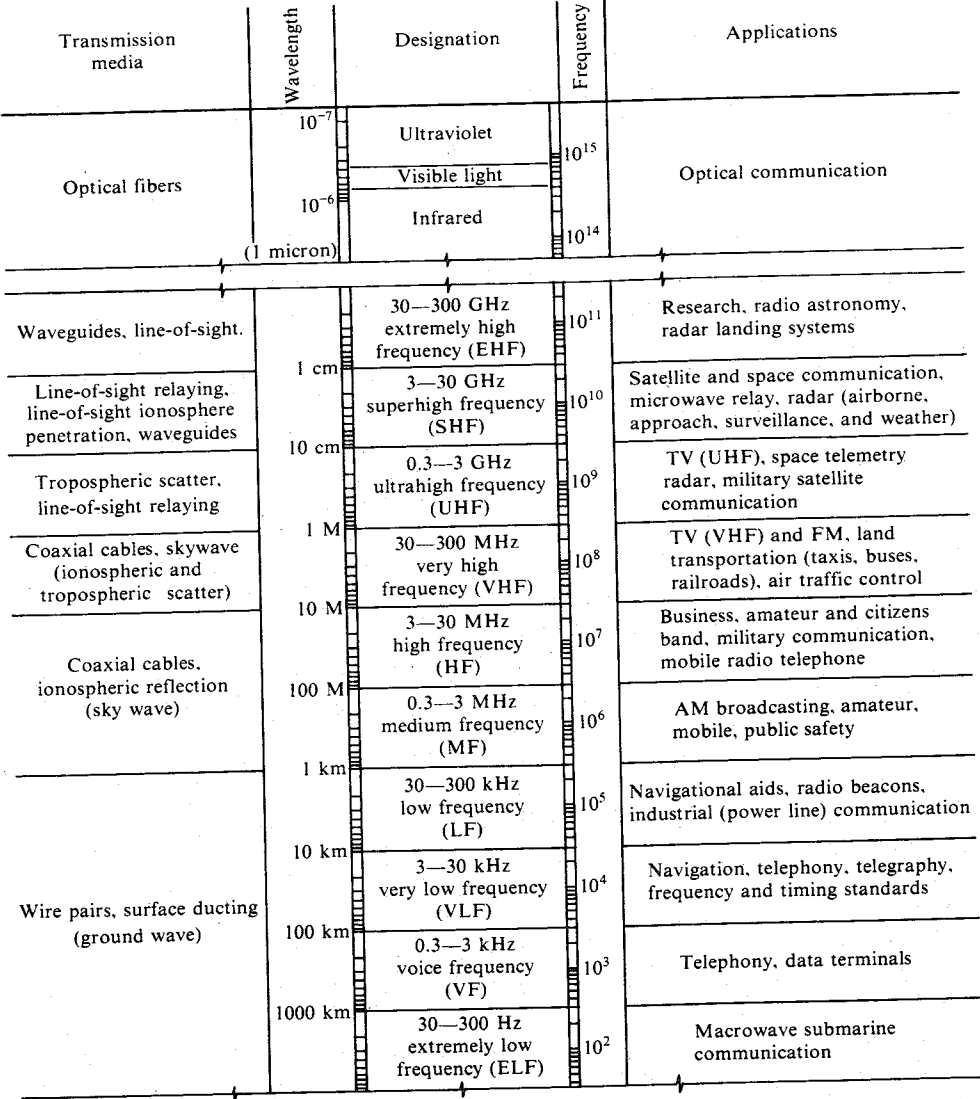 Transmission
media
Wavelength
Designation
Frequency
Applications
Optical fibers
10⁻⁷
10⁻⁶
(1 micron)
Ultraviolet
Visible light
Infrared
10¹⁵
10¹⁴
Optical communication
Waveguides, line-of-sight.
1 cm
30—300 GHz
extremely high
frequency (EHF)
10¹¹
Research, radio astronomy,
radar landing systems
Line-of-sight relaying,
line-of-sight ionosphere
penetration, waveguides
10 cm
3—30 GHz
superhigh frequency
(SHF)
10¹⁰
Satellite and space communication,
microwave relay, radar (airborne,
approach, surveillance, and weather)
Tropospheric scatter,
line-of-sight relaying
1 M
0.3—3 GHz
ultrahigh frequency
(UHF)
10⁹
TV (UHF), space telemetry
radar, military satellite
communication
Coaxial cables, skywave
(ionospheric and
tropospheric scatter)
10 M
30—300 MHz
very high
frequency (VHF)
10⁸
TV (VHF) and FM, land
transportation (taxis, buses,
railroads), air traffic control
Coaxial cables,
ionospheric reflection
(sky wave)
100 M
3—30 MHz
high frequency
(HF)
10⁷
Business, amateur and citizens
band, military communication,
mobile radio telephone
1 km
0.3—3 MHz
medium frequency
(MF)
10⁶
AM broadcasting, amateur,
mobile, public safety
Wire pairs, surface ducting
(ground wave)
10 km
30—300 kHz
low frequency
(LF)
10⁵
Navigational aids, radio beacons,
industrial (power line) communication
100 km
3—30 kHz
very low frequency
(VLF)
10⁴
Navigation, telephony, telegraphy,
frequency and timing standards
1000 km
0.3—3 kHz
voice frequency
(VF)
10³
Telephony, data terminals
30—300 Hz
extremely low
frequency (ELF)
10²
Macrowave submarine
communication